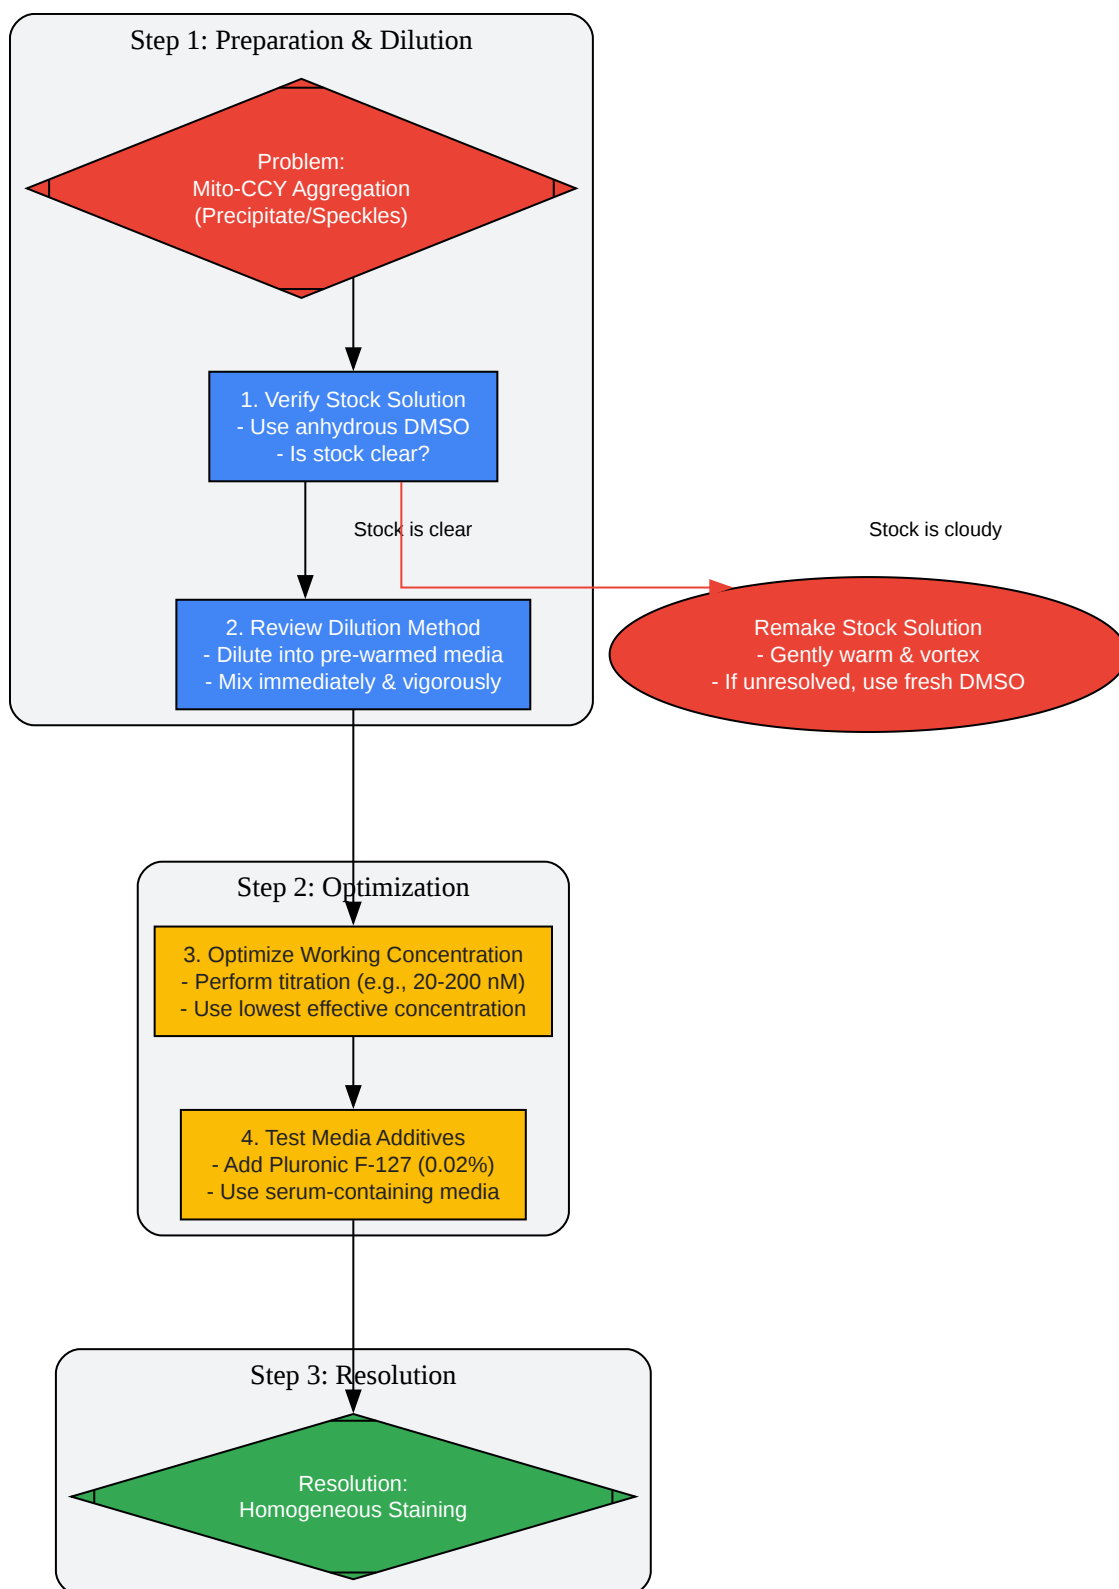 Step 1: Preparation & Dilution
Problem:
Mito-CCY Aggregation
(Precipitate/Speckles)
1. Verify Stock Solution
- Use anhydrous DMSO
- Is stock clear?
Stock is clear
Stock is cloudy
2. Review Dilution Method
- Dilute into pre-warmed media
- Mix immediately & vigorously
Remake Stock Solution
- Gently warm & vortex
- If unresolved, use fresh DMSO
Step 2: Optimization
3. Optimize Working Concentration
- Perform titration (e.g., 20-200 nM)
- Use lowest effective concentration
4. Test Media Additives
- Add Pluronic F-127 (0.02%)
- Use serum-containing media
Step 3: Resolution
Resolution:
Homogeneous Staining